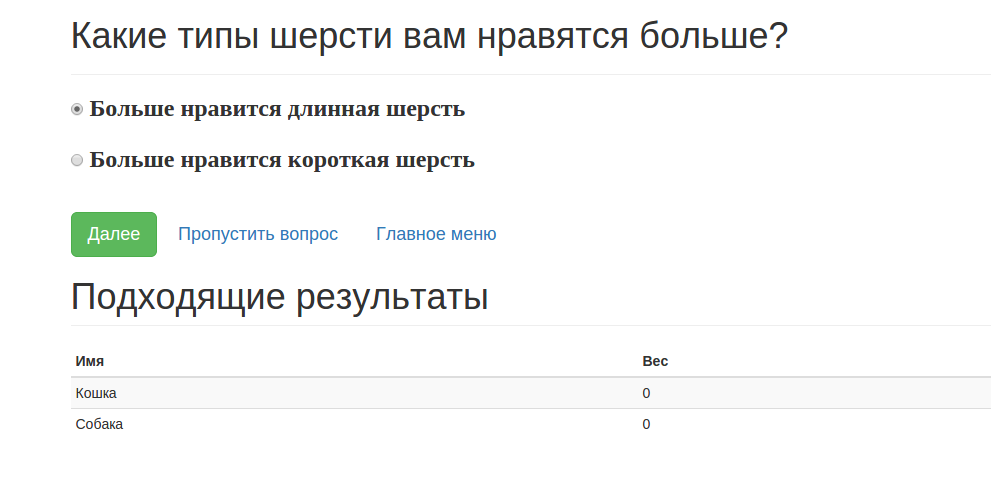 Какие типы шерсти вам нравятся больше?
Больше нравится длинная шерсть
Больше нравится короткая шерсть
Далее Пропустить вопрос Главное меню
Подходящие результаты
Имя Вес
Кошка 0
Собака 0